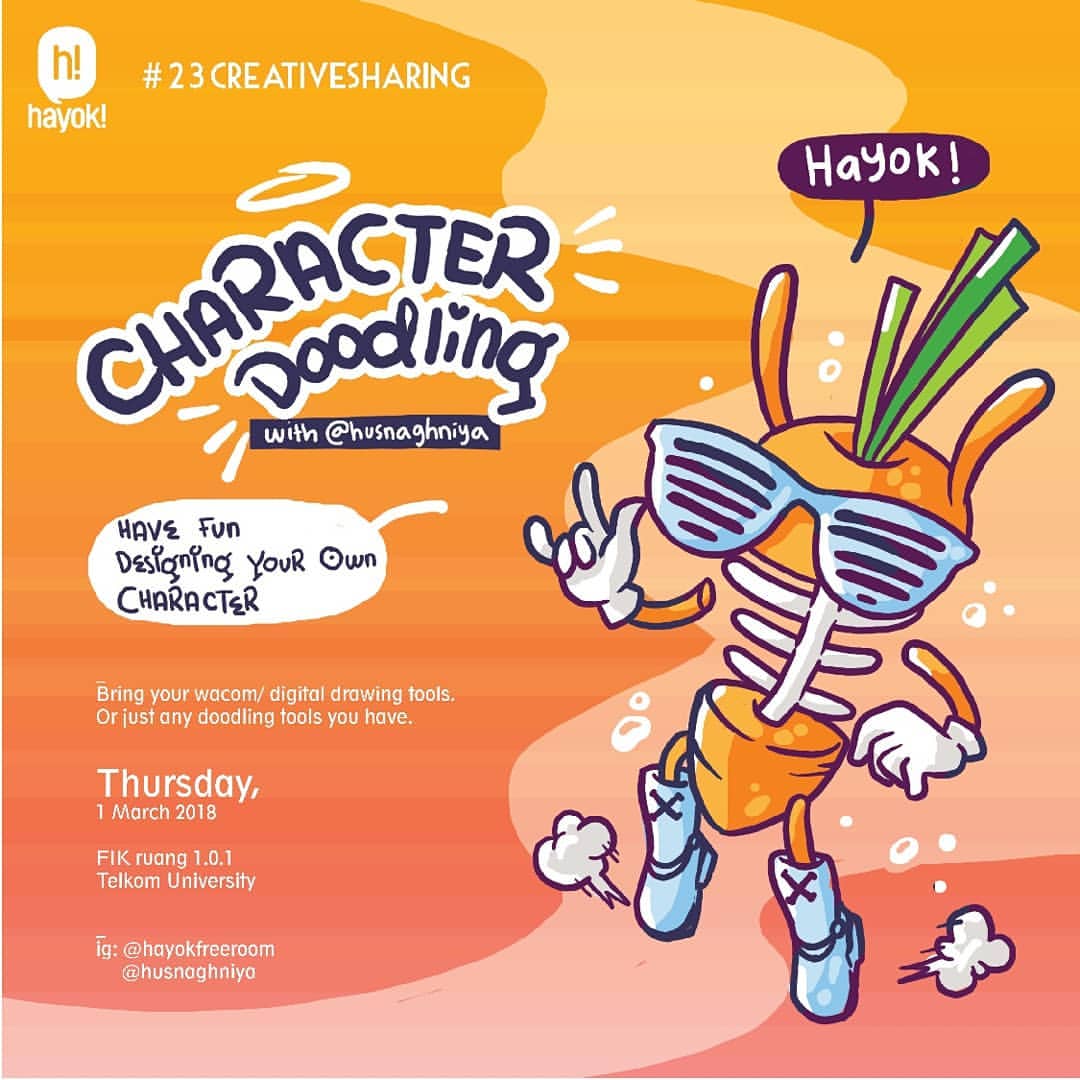 h!
hayok!
#23CREATIVESHARING
Hayok!
CHARACTER
Doodling
with @husnaghniya
HAVE FUN
DESIGNING YOUR OWN
CHARACTER
Bring your wacom/ digital drawing tools.
Or just any doodling tools you have.
Thursday,
1 March 2018
FIK ruang 1.0.1
Telkom University
ig: @hayokfreeroom
@husnaghniya